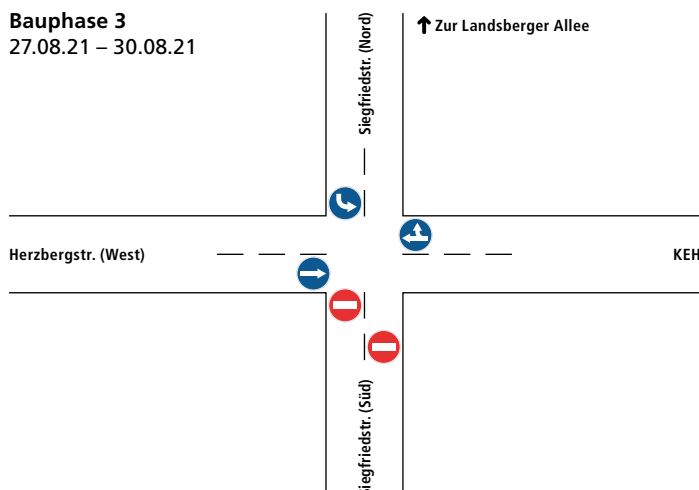 Bauphase 3
27.08.21 – 30.08.21
Siegfriedstr. (Nord)
Zur Landsberger Allee
Herzbergstr. (West)
KEH
Siegfriedstr. (Süd)